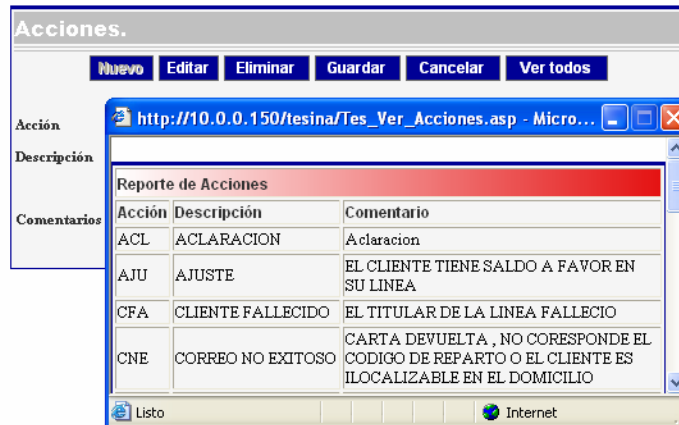 Acciones.
Nuevo Editar Eliminar Guardar Cancelar Ver todos
Acción
Descripción
Comentarios
http://10.0.0.150/tesina/Tes_Ver_Acciones.asp - Micro...
Reporte de Acciones
Acción Descripción Comentario
ACL ACLARACION Aclaracion
AJU AJUSTE EL CLIENTE TIENE SALDO A FAVOR EN
SU LINEA
CFA CLIENTE FALLECIDO EL TITULAR DE LA LINEA FALLECIO
CNE CORREO NO EXITOSO CARTA DEVUELTA , NO CORESPONDE EL
CODIGO DE REPARTO O EL CLIENTE ES
ILOCALIZABLE EN EL DOMICILIO
Listo Internet